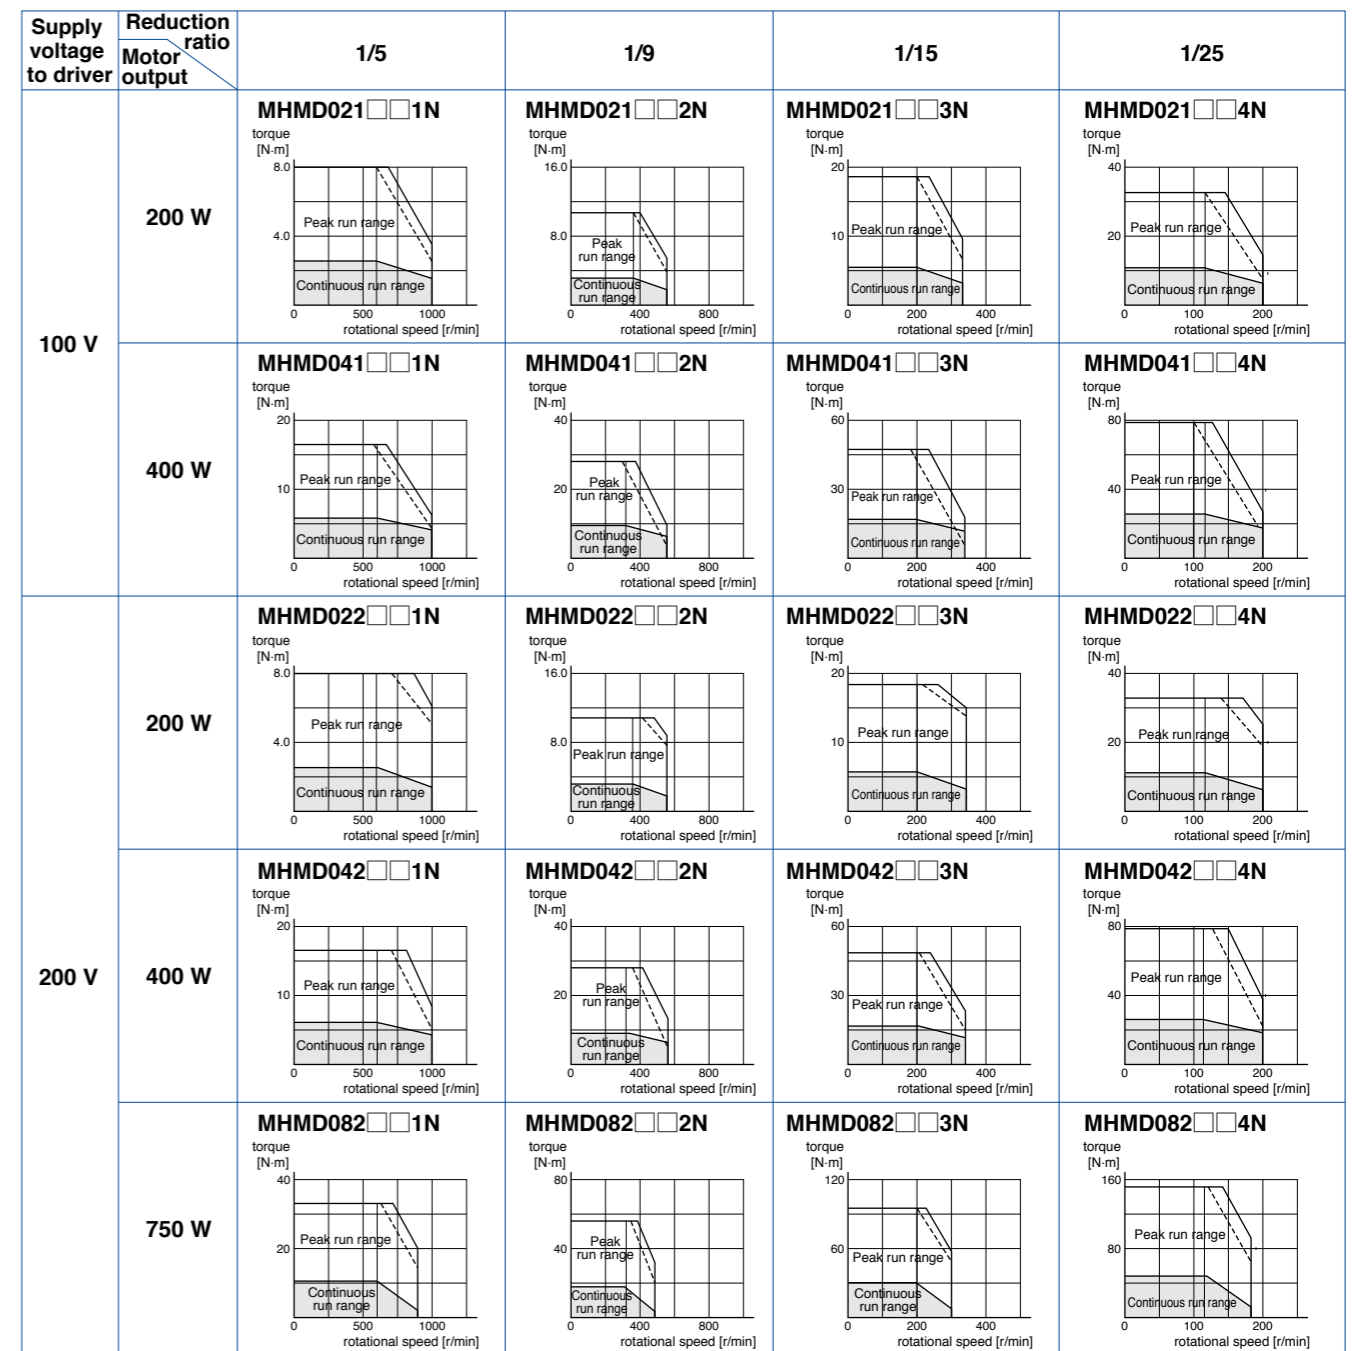 Supply
voltage
to driver
Reduction
ratio
Motor
output
1/5
1/9
1/15
1/25
100 V
200 W
MHMD021□□1N
torque
[N·m]
8.0
4.0
Peak run range
Continuous run range
0 500 1000
rotational speed [r/min]
MHMD021□□2N
torque
[N·m]
16.0
8.0
Peak
run range
Continuous
run range
0 400 800
rotational speed [r/min]
MHMD021□□3N
torque
[N·m]
20
10
Peak run range
Continuous run range
0 200 400
rotational speed [r/min]
MHMD021□□4N
torque
[N·m]
40
20
Peak run range
Continuous run range
0 100 200
rotational speed [r/min]
400 W
MHMD041□□1N
torque
[N·m]
20
10
Peak run range
Continuous run range
0 500 1000
rotational speed [r/min]
MHMD041□□2N
torque
[N·m]
40
20
Peak
run range
Continuous
run range
0 400 800
rotational speed [r/min]
MHMD041□□3N
torque
[N·m]
60
30
Peak run range
Continuous run range
0 200 400
rotational speed [r/min]
MHMD041□□4N
torque
[N·m]
80
40
Peak run range
Continuous run range
0 100 200
rotational speed [r/min]
200 V
200 W
MHMD022□□1N
torque
[N·m]
8.0
4.0
Peak run range
Continuous run range
0 500 1000
rotational speed [r/min]
MHMD022□□2N
torque
[N·m]
16.0
8.0
Peak run range
Continuous
run range
0 400 800
rotational speed [r/min]
MHMD022□□3N
torque
[N·m]
20
10
Peak run range
Continuous run range
0 200 400
rotational speed [r/min]
MHMD022□□4N
torque
[N·m]
40
20
Peak run range
Continuous run range
0 100 200
rotational speed [r/min]
400 W
MHMD042□□1N
torque
[N·m]
20
10
Peak run range
Continuous run range
0 500 1000
rotational speed [r/min]
MHMD042□□2N
torque
[N·m]
40
20
Peak
run range
Continuous
run range
0 400 800
rotational speed [r/min]
MHMD042□□3N
torque
[N·m]
60
30
Peak run range
Continuous run range
0 200 400
rotational speed [r/min]
MHMD042□□4N
torque
[N·m]
80
40
Peak run range
Continuous run range
0 100 200
rotational speed [r/min]
750 W
MHMD082□□1N
torque
[N·m]
40
20
Peak run range
Continuous
run range
0 500 1000
rotational speed [r/min]
MHMD082□□2N
torque
[N·m]
80
40
Peak
run range
Continuous
run range
0 400 800
rotational speed [r/min]
MHMD082□□3N
torque
[N·m]
120
60
Peak run range
Continuous
run range
0 200 400
rotational speed [r/min]
MHMD082□□4N
torque
[N·m]
160
80
Peak run range
Continuous run range
0 100 200
rotational speed [r/min]